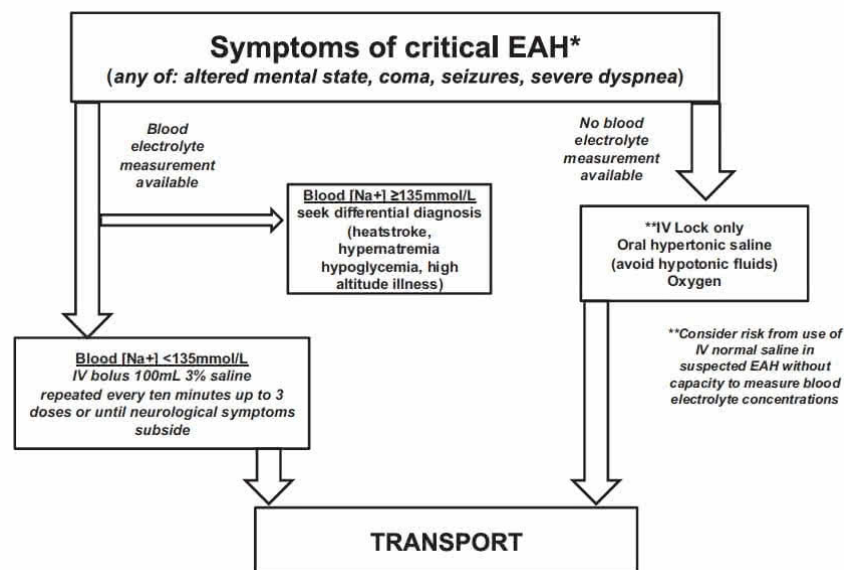 Symptoms of critical EAH*
(any of: altered mental state, coma, seizures, severe dyspnea)
Blood
electrolyte
measurement
available
No blood
electrolyte
measurement
available
Blood [Na+] ≥135mmol/L
seek differential diagnosis
(heatstroke,
hypernatremia
hypoglycemia, high
altitude illness)
**IV Lock only
Oral hypertonic saline
(avoid hypotonic fluids)
Oxygen
Blood [Na+] <135mmol/L
IV bolus 100mL 3% saline
repeated every ten minutes up to 3
doses or until neurological symptoms
subside
**Consider risk from use of
IV normal saline in
suspected EAH without
capacity to measure blood
electrolyte concentrations
TRANSPORT